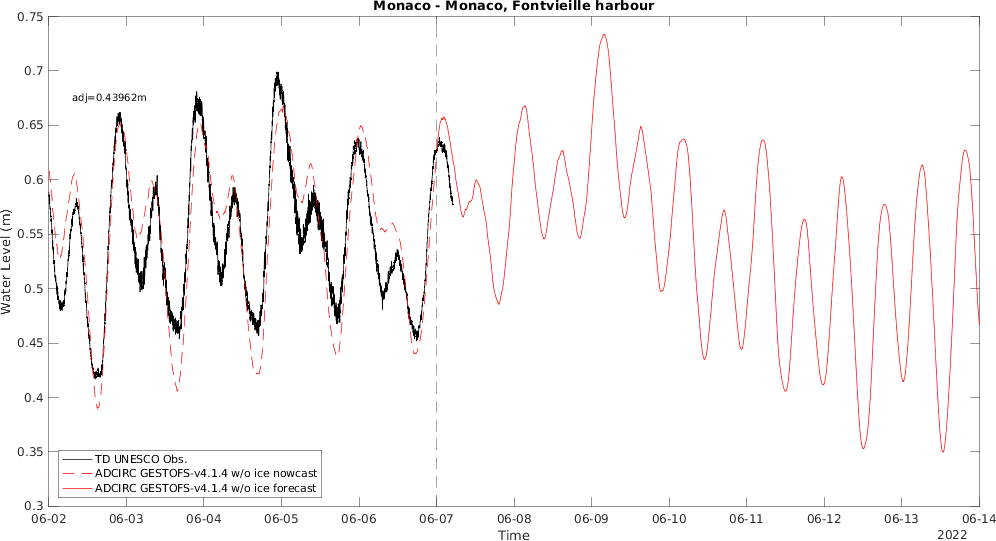 Monaco - Monaco, Fontvieille harbour
0.75
0.7
0.65
0.6
0.55
0.5
0.45
0.4
0.35
0.3
Water Level (m)
adj=0.43962m
TD UNESCO Obs.
ADCIRC GESTOFS-v4.1.4 w/o ice nowcast
ADCIRC GESTOFS-v4.1.4 w/o ice forecast
06-02 06-03 06-04 06-05 06-06 06-07 06-08 06-09 06-10 06-11 06-12 06-13 06-14
Time
2022